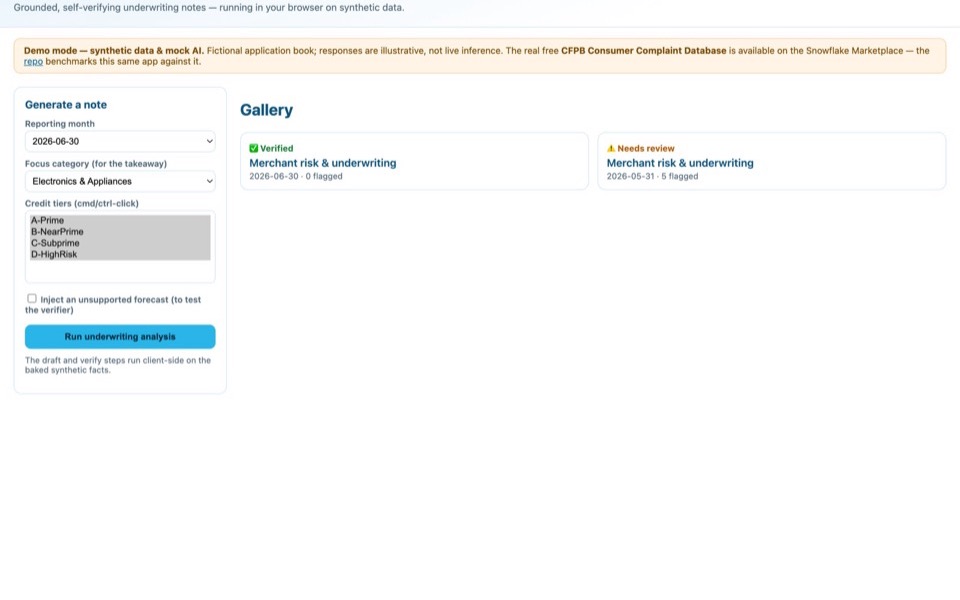 Grounded, self-verifying underwriting notes — running in your browser on synthetic data.
Demo mode — synthetic data & mock AI. Fictional application book; responses are illustrative, not live inference. The real free CFPB Consumer Complaint Database is available on the Snowflake Marketplace — the
repo benchmarks this same app against it.
Generate a note
Reporting month
2026-06-30
Focus category (for the takeaway)
Electronics & Appliances
Credit tiers (cmd/ctrl-click)
A-Prime
B-NearPrime
C-Subprime
D-HighRisk
Inject an unsupported forecast (to test
the verifier)
Run underwriting analysis
The draft and verify steps run client-side on the
baked synthetic facts.
Gallery
✅ Verified
Merchant risk & underwriting
2026-06-30 · 0 flagged
⚠️ Needs review
Merchant risk & underwriting
2026-05-31 · 5 flagged